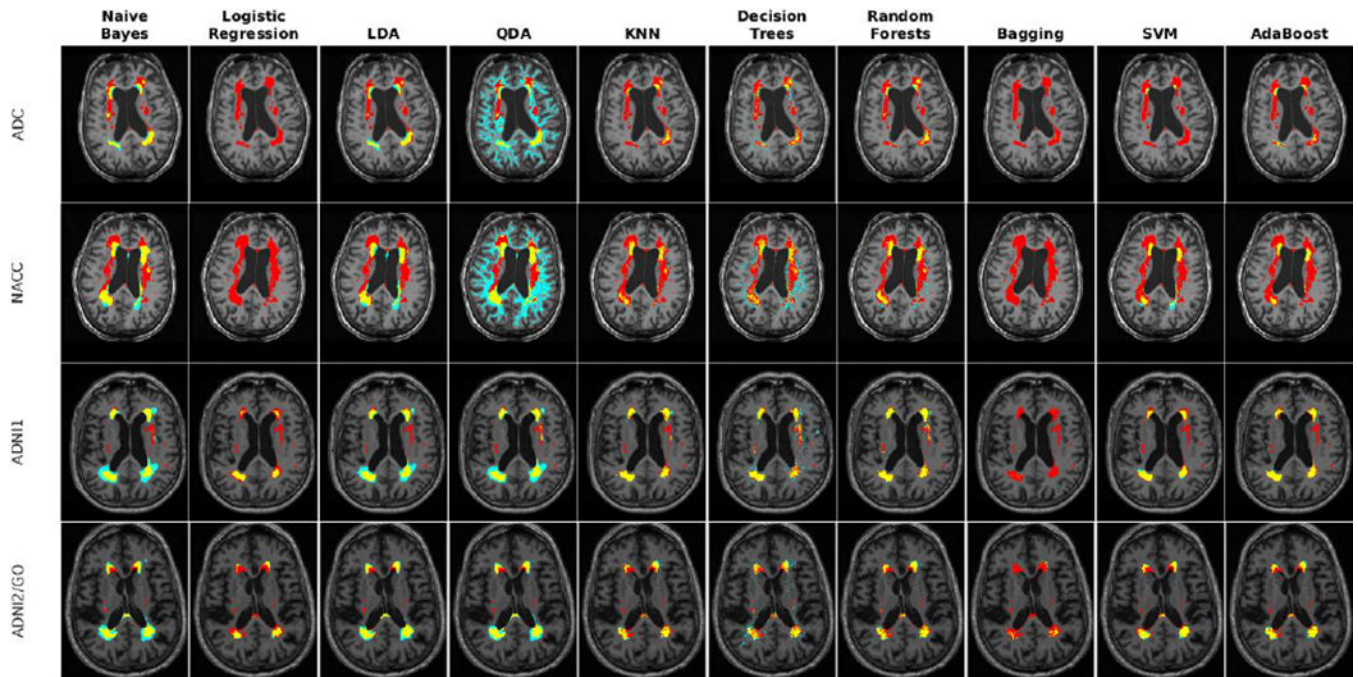 Naive
Bayes
Logistic
Regression
LDA
QDA
KNN
Decision
Trees
Random
Forests
Bagging
SVM
AdaBoost
ADC
NACC
ADNI1
ADNI2/GO